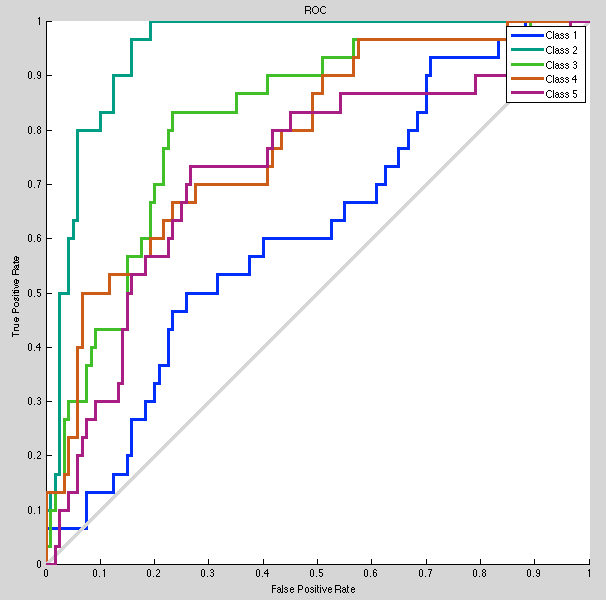 ROC
1
0.9
0.8
0.7
0.6
0.5
0.4
0.3
0.2
0.1
0
True Positive Rate
Class 1
Class 2
Class 3
Class 4
Class 5
0 0.1 0.2 0.3 0.4 0.5 0.6 0.7 0.8 0.9 1
False Positive Rate